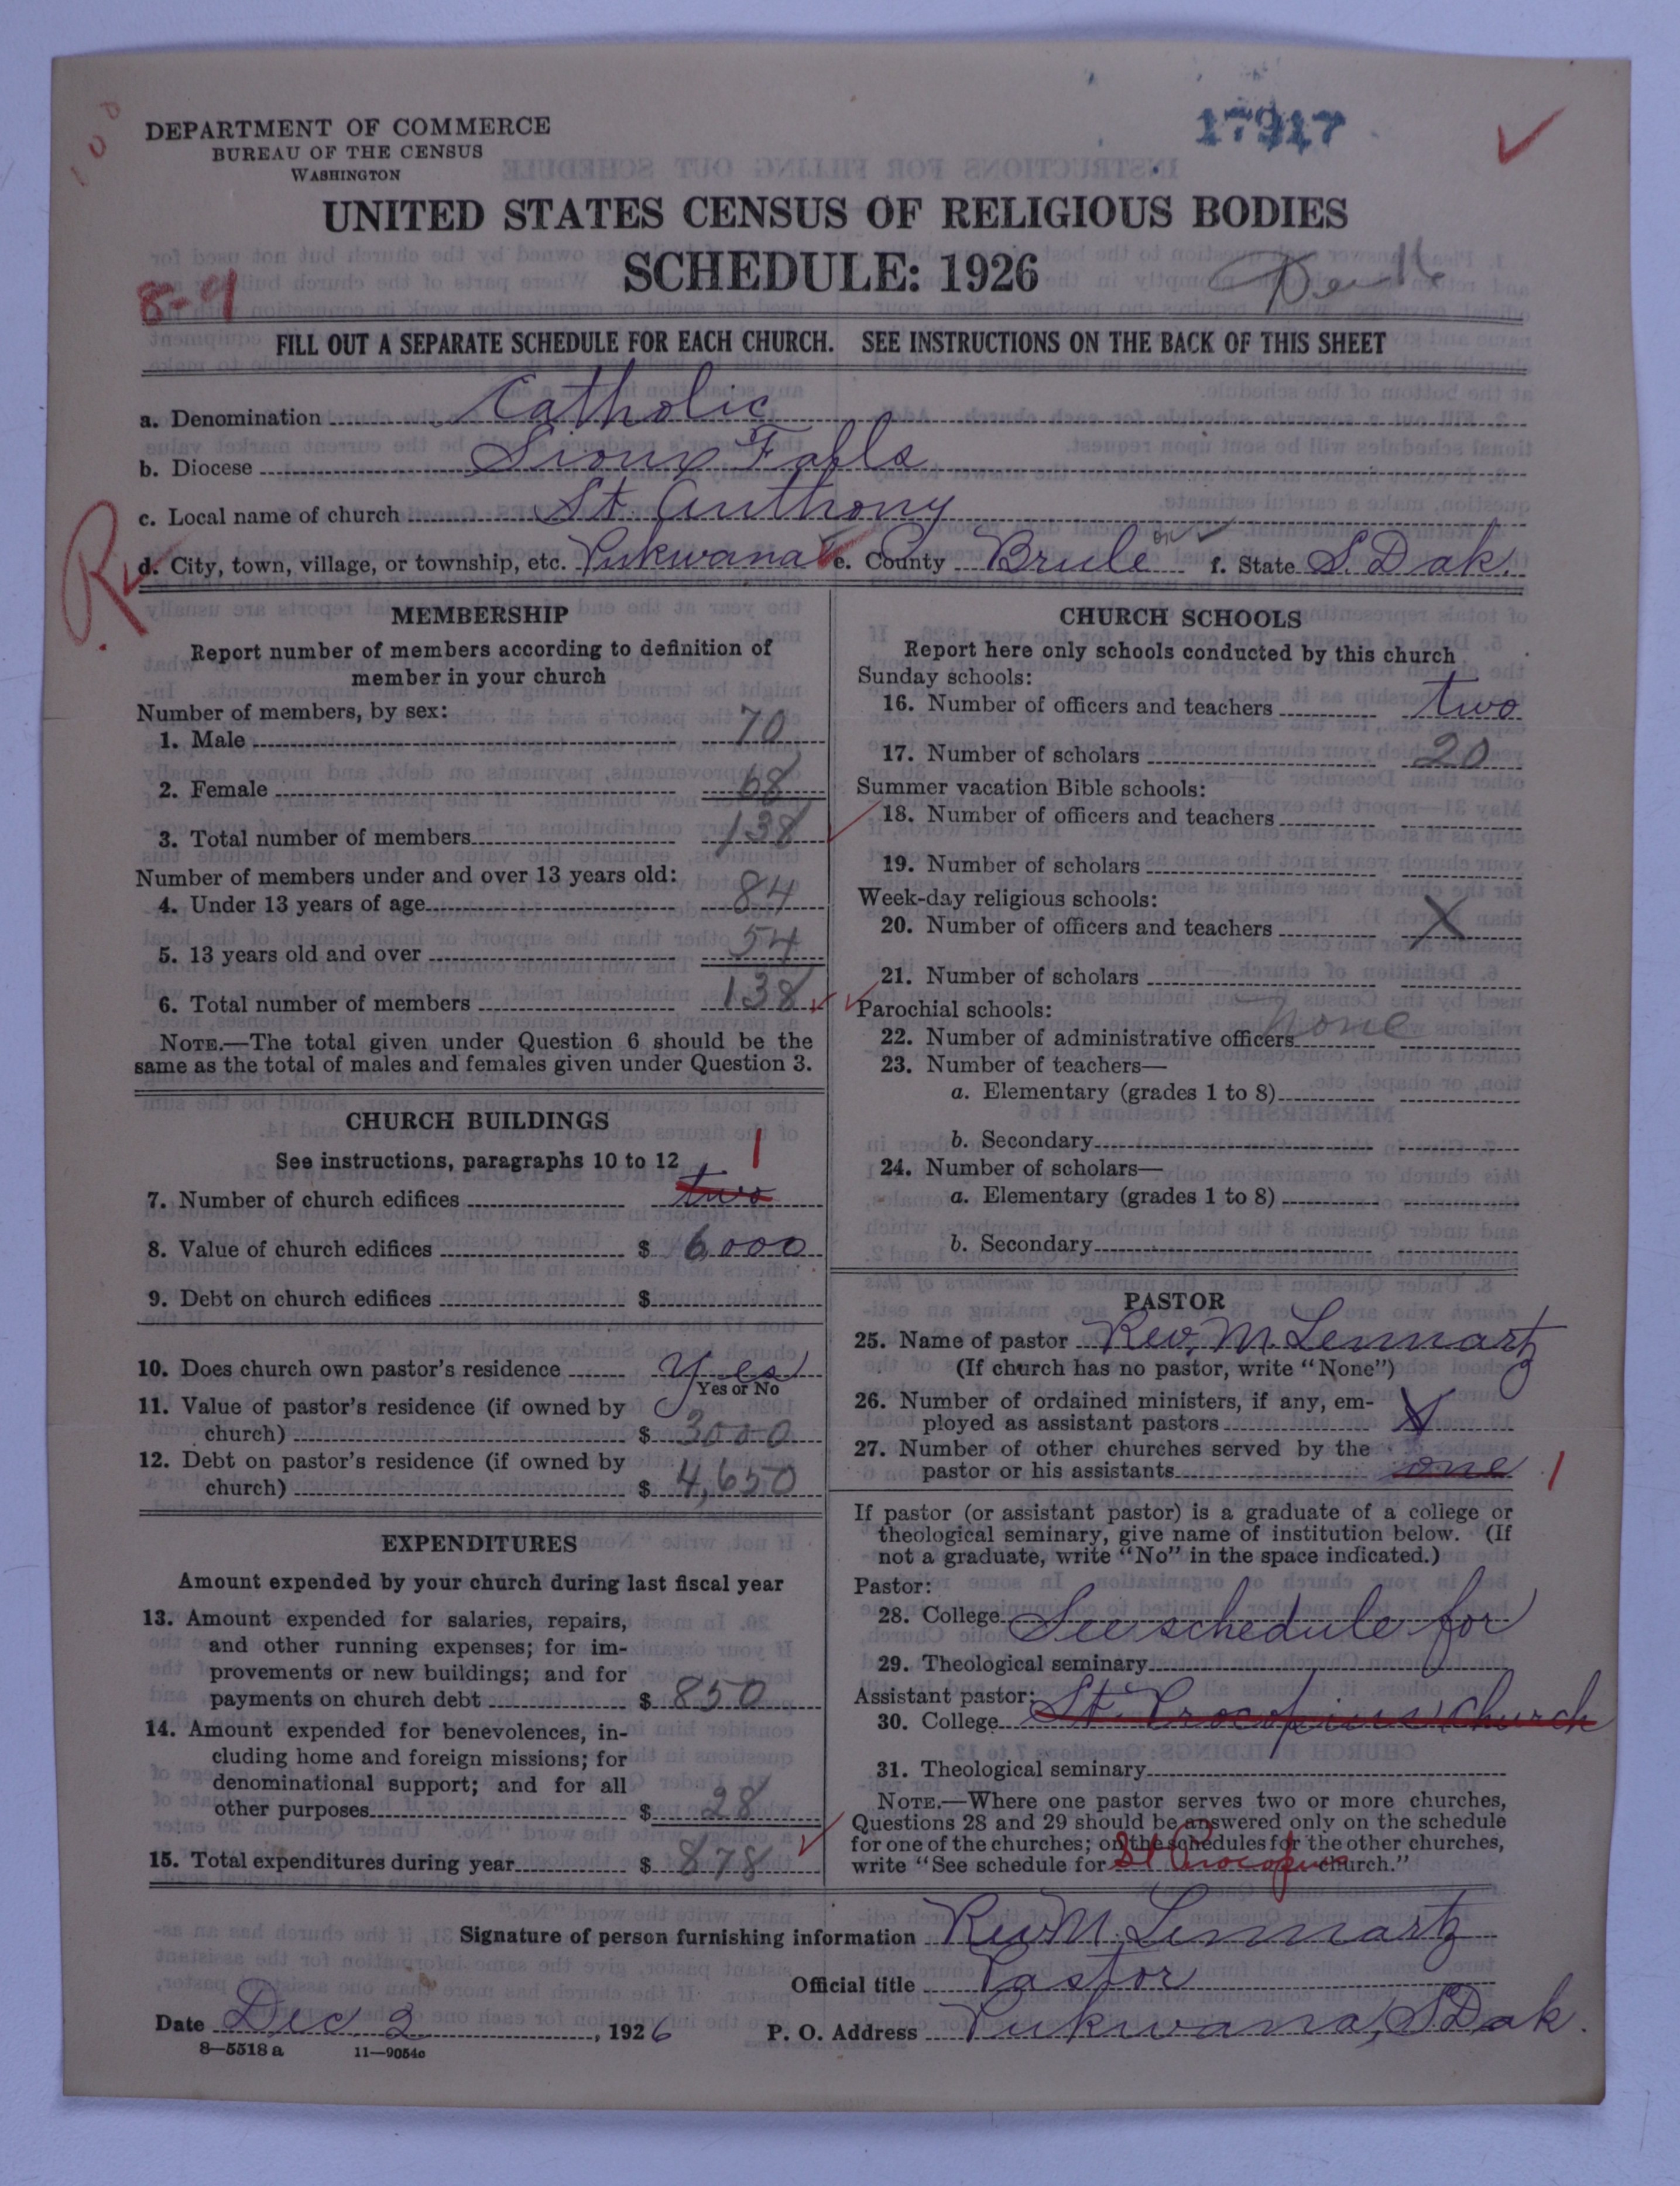 100
DEPARTMENT OF COMMERCE
BUREAU OF THE CENSUS
WASHINGTON
17917
UNITED STATES CENSUS OF RELIGIOUS BODIES
SCHEDULE: 1926
8-9
FILL OUT A SEPARATE SCHEDULE FOR EACH CHURCH. SEE INSTRUCTIONS ON THE BACK OF THIS SHEET
a. Denomination Catholic
b. Diocese Sioux Falls
c. Local name of church St. Anthony
R
d. City, town, village, or township, etc. Pukwana e. County Brule f. State S. Dak.
MEMBERSHIP
Report number of members according to definition of
member in your church
Number of members, by sex:
1. Male 70
2. Female 68
3. Total number of members 138
Number of members under and over 13 years old:
4. Under 13 years of age 84
5. 13 years old and over 54
6. Total number of members 138
NOTE.—The total given under Question 6 should be the
same as the total of males and females given under Question 3.
CHURCH BUILDINGS
See instructions, paragraphs 10 to 12
1
7. Number of church edifices two
8. Value of church edifices $ 6000
9. Debt on church edifices $
10. Does church own pastor's residence Yes
Yes or No
11. Value of pastor's residence (if owned by
church) $ 3000
12. Debt on pastor's residence (if owned by
church) $ 4,650
EXPENDITURES
Amount expended by your church during last fiscal year
13. Amount expended for salaries, repairs,
and other running expenses; for im-
provements or new buildings; and for
payments on church debt $ 850
14. Amount expended for benevolences, in-
cluding home and foreign missions; for
denominational support; and for all
other purposes $ 28
15. Total expenditures during year $ 878
CHURCH SCHOOLS
Report here only schools conducted by this church
Sunday schools:
16. Number of officers and teachers two
17. Number of scholars 20
Summer vacation Bible schools:
18. Number of officers and teachers
19. Number of scholars
Week-day religious schools:
20. Number of officers and teachers X
21. Number of scholars
Parochial schools:
22. Number of administrative officers none
23. Number of teachers—
a. Elementary (grades 1 to 8)
b. Secondary
24. Number of scholars—
a. Elementary (grades 1 to 8)
b. Secondary
PASTOR
25. Name of pastor Rev. M. Lennartz
(If church has no pastor, write "None")
26. Number of ordained ministers, if any, em-
ployed as assistant pastors X
27. Number of other churches served by the
pastor or his assistants one 1
If pastor (or assistant pastor) is a graduate of a college or
theological seminary, give name of institution below. (If
not a graduate, write "No" in the space indicated.)
Pastor:
28. College See schedule for
29. Theological seminary
Assistant pastor:
30. College St. Procopius church
31. Theological seminary
NOTE.—Where one pastor serves two or more churches,
Questions 28 and 29 should be answered only on the schedule
for one of the churches; on the schedules for the other churches,
write "See schedule for St Procopius church."
Signature of person furnishing information Rev M. Lennartz
Official title Pastor
Date Dec. 2, 1926 P. O. Address Pukwana, S Dak.
8—5518 a 11—9054c